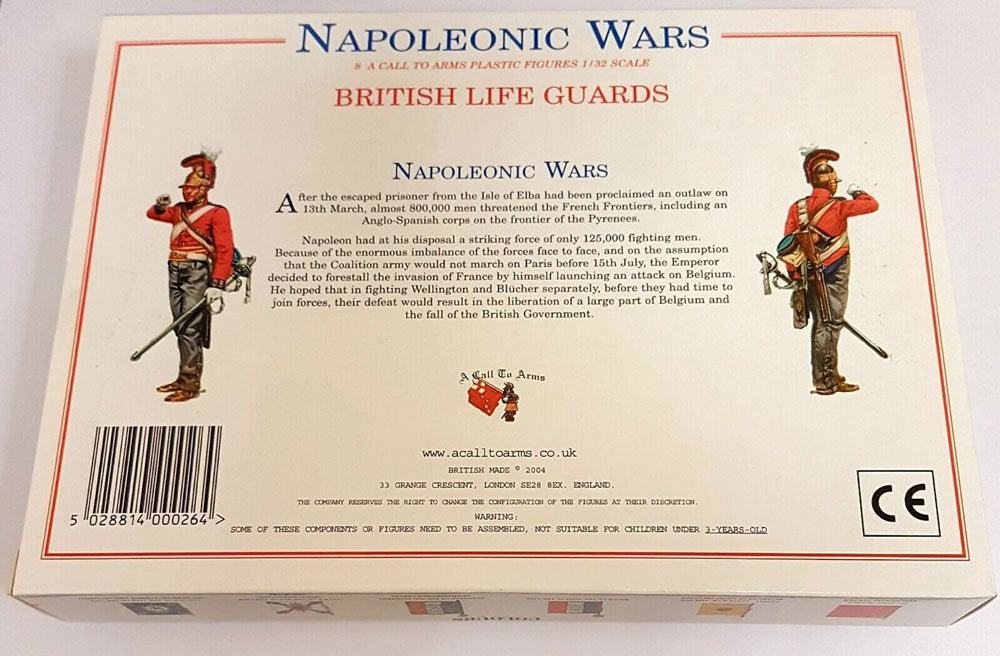 NAPOLEONIC WARS
8 A CALL TO ARMS PLASTIC FIGURES 1/32 SCALE
BRITISH LIFE GUARDS
NAPOLEONIC WARS
After the escaped prisoner from the Isle of Elba had been proclaimed an outlaw on
13th March, almost 800,000 men threatened the French Frontiers, including an
Anglo-Spanish corps on the frontier of the Pyrenees.
Napoleon had at his disposal a striking force of only 125,000 fighting men.
Because of the enormous imbalance of the forces face to face, and on the assumption
that the Coalition army would not march on Paris before 15th July, the Emperor
decided to forestall the invasion of France by himself launching an attack on Belgium.
He hoped that in fighting Wellington and Blücher separately, before they had time to
join forces, their defeat would result in the liberation of a large part of Belgium and
the fall of the British Government.
A Call To Arms
www.acalltoarms.co.uk
BRITISH MADE © 2004
33 GRANGE CRESCENT, LONDON SE28 8EX. ENGLAND.
THE COMPANY RESERVES THE RIGHT TO CHANGE THE CONFIGURATION OF THE FIGURES AT THEIR DISCRETION.
WARNING:
SOME OF THESE COMPONENTS OR FIGURES NEED TO BE ASSEMBLED, NOT SUITABLE FOR CHILDREN UNDER 3-YEARS-OLD
5 028814 000264 >
CE
COLOURS